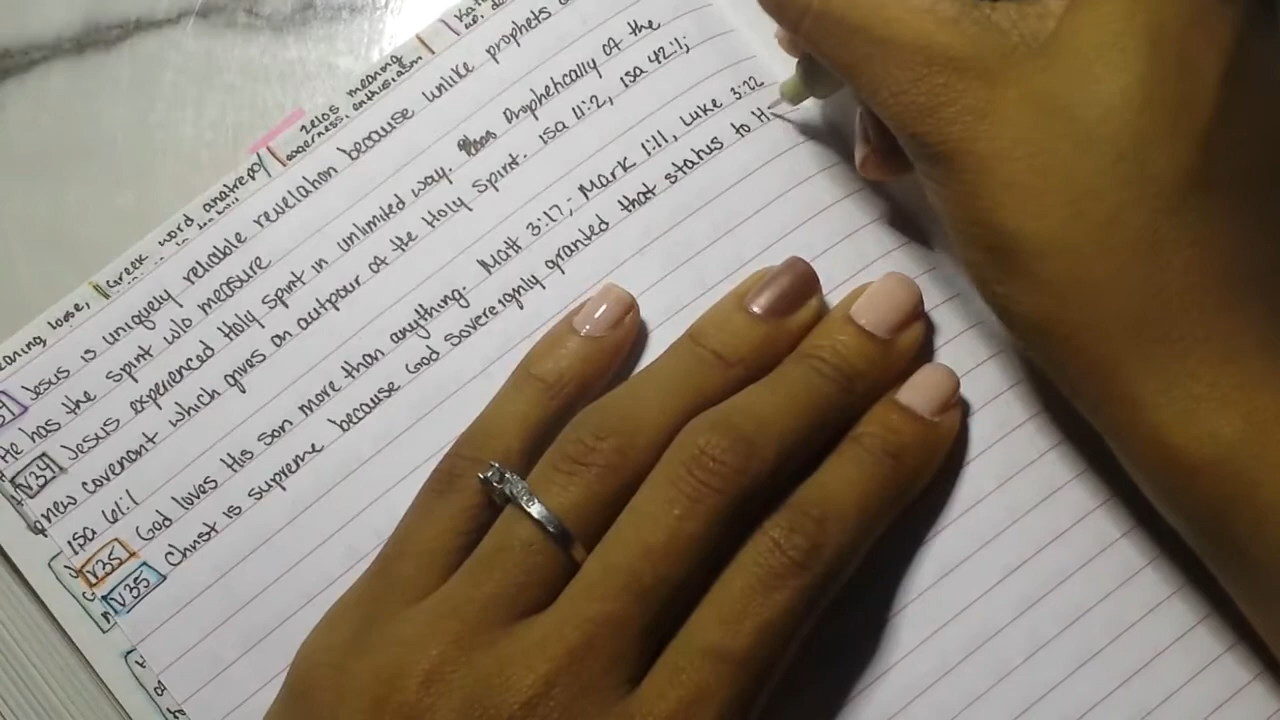 zelos meaning
eagerness, enthusiasm
Greek word anatrepo/
meaning lose,
Jesus is uniquely reliable revelation because unlike prophets
He has the spirit w/o measure
V34 Jesus experienced Holy Spirit in unlimited way. Prophetically of the
new covenant which gives an outpour of the Holy Spirit. Isa 11:2, Isa 42:1;
Isa 61:1
V35 God loves His son more than anything. Matt 3:17; Mark 1:11, Luke 3:22
V35 Christ is supreme because God sovereignly granted that status to H